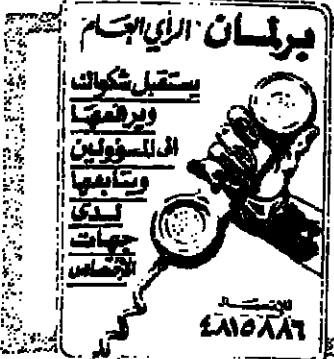 برلمان الرأي العام
يستقبل شكواك
ويرفعها
الى المسؤولين
ويتابعها
لدى
جهات
الاختصاص
للاتصال
٤٨١٥٨٨٦